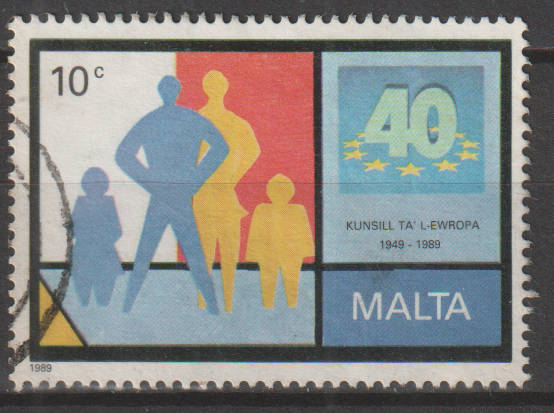 10c
40
KUNSILL TA' L-EWROPA
1949 - 1989
MALTA
1989